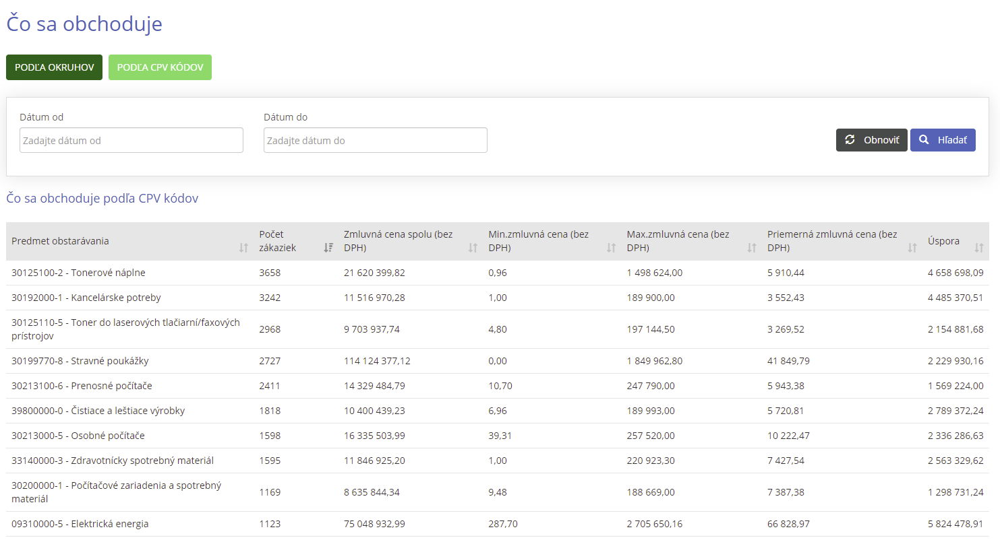 Čo sa obchoduje
PODĽA OKRUHOV PODĽA CPV KÓDOV
Dátum od Dátum do
Zadajte dátum od Zadajte dátum do Obnoviť Hľadať
Čo sa obchoduje podľa CPV kódov
Predmet obstarávania Počet zákaziek Zmluvná cena spolu (bez DPH) Min.zmluvná cena (bez DPH) Max.zmluvná cena (bez DPH) Priemerná zmluvná cena (bez DPH) Úspora
30125100-2 - Tonerové náplne 3658 21 620 399,82 0,96 1 498 624,00 5 910,44 4 658 698,09
30192000-1 - Kancelárske potreby 3242 11 516 970,28 1,00 189 900,00 3 552,43 4 485 370,51
30125110-5 - Toner do laserových tlačiarní/faxových prístrojov 2968 9 703 937,74 4,80 197 144,50 3 269,52 2 154 881,68
30199770-8 - Stravné poukážky 2727 114 124 377,12 0,00 1 849 962,80 41 849,79 2 229 930,16
30213100-6 - Prenosné počítače 2411 14 329 484,79 10,70 247 790,00 5 943,38 1 569 224,00
39800000-0 - Čistiace a leštiace výrobky 1818 10 400 439,23 6,96 189 993,00 5 720,81 2 789 372,24
30213000-5 - Osobné počítače 1598 16 335 503,99 39,31 257 520,00 10 222,47 2 336 286,63
33140000-3 - Zdravotnícky spotrebný materiál 1595 11 846 925,20 1,00 220 923,30 7 427,54 2 563 329,62
30200000-1 - Počítačové zariadenia a spotrebný materiál 1169 8 635 844,34 9,48 188 669,00 7 387,38 1 298 731,24
09310000-5 - Elektrická energia 1123 75 048 932,99 287,70 2 705 650,16 66 828,97 5 824 478,91